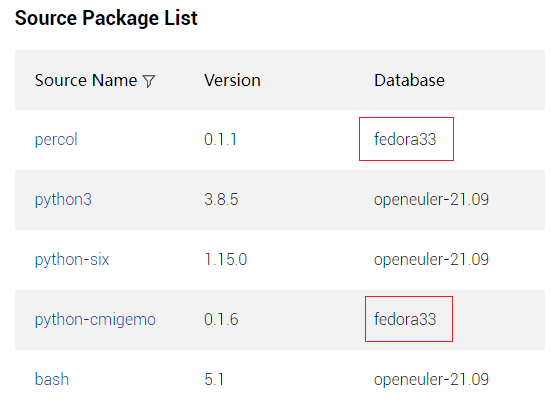 Source Package List
Source Name Version Database
percol 0.1.1 fedora33
python3 3.8.5 openeuler-21.09
python-six 1.15.0 openeuler-21.09
python-cmigemo 0.1.6 fedora33
bash 5.1 openeuler-21.09